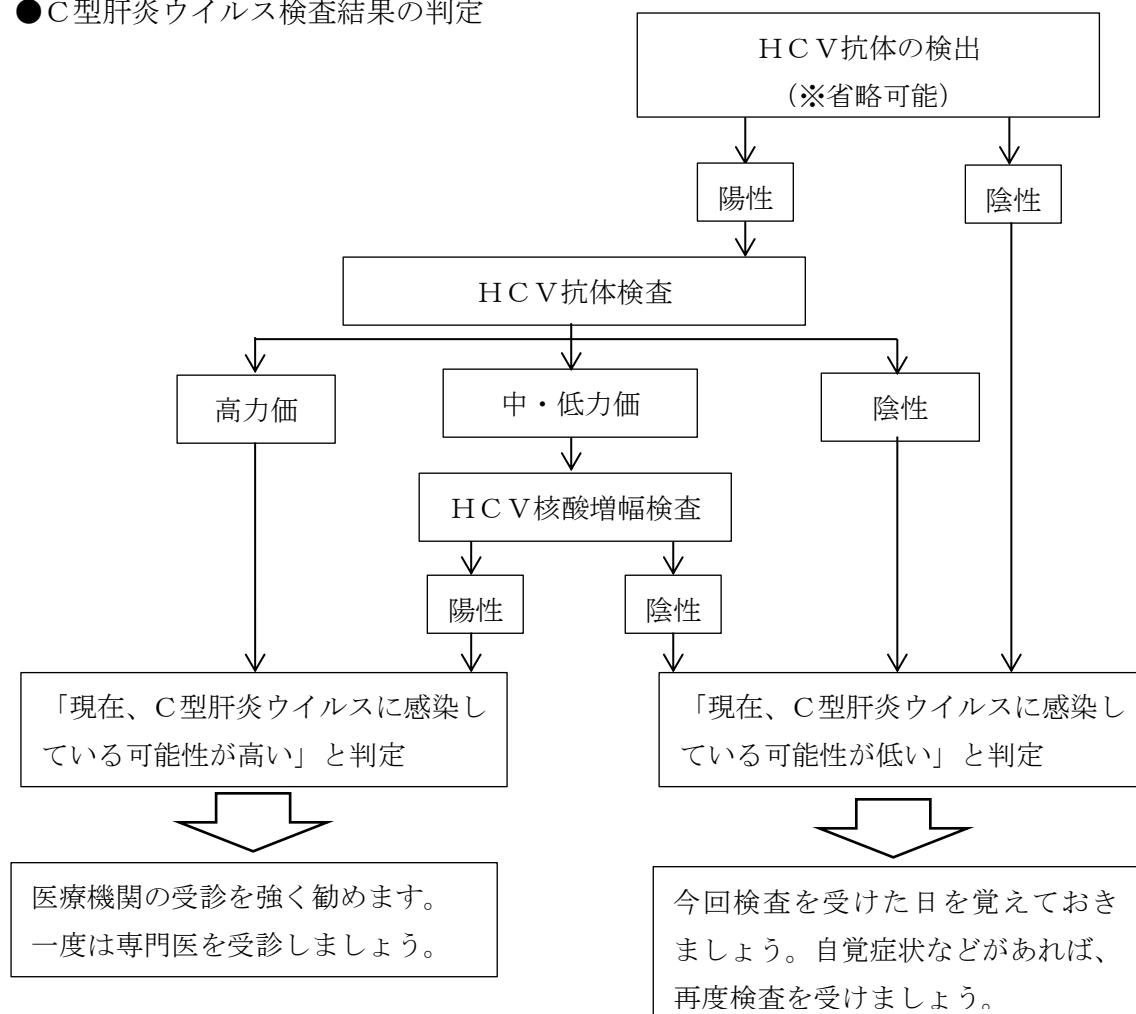 ●Ｃ型肝炎ウイルス検査結果の判定
ＨＣＶ抗体の検出
（※省略可能）
陽性
陰性
ＨＣＶ抗体検査
高力価
中・低力価
陰性
ＨＣＶ核酸増幅検査
陽性
陰性
「現在、Ｃ型肝炎ウイルスに感染し
ている可能性が高い」と判定
「現在、Ｃ型肝炎ウイルスに感染し
ている可能性が低い」と判定
医療機関の受診を強く勧めます。
一度は専門医を受診しましょう。
今回検査を受けた日を覚えておき
ましょう。自覚症状などがあれば、
再度検査を受けましょう。